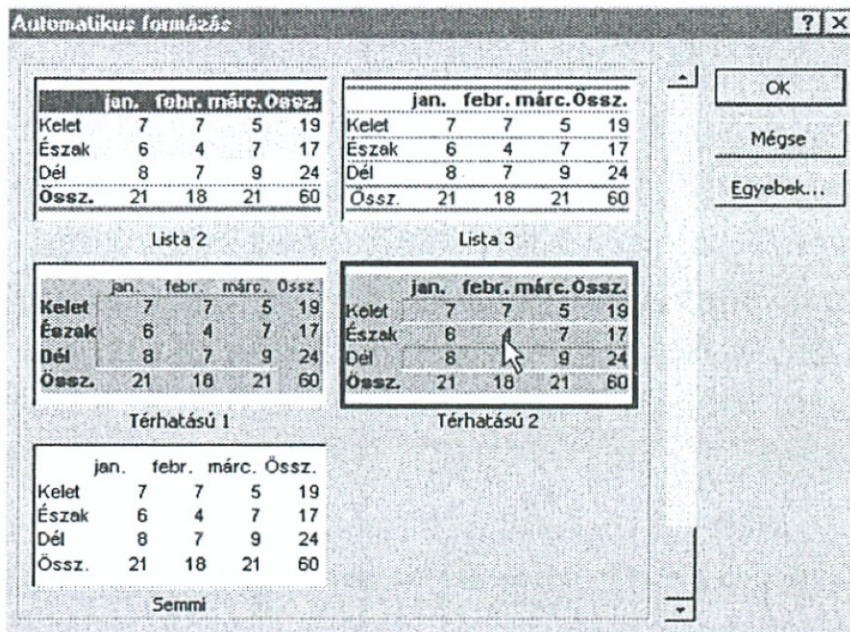 Automatikus formázás
jan. febr. márc. Össz.
Kelet 7 7 5 19
Észak 6 4 7 17
Dél 8 7 9 24
Össz. 21 18 21 60
Lista 2
jan. febr. márc. Össz.
Kelet 7 7 5 19
Észak 6 4 7 17
Dél 8 7 9 24
Össz. 21 18 21 60
Lista 3
OK
Mégse
Egyebek...
jan. febr. márc. Össz.
Kelet 7 7 5 19
Észak 6 4 7 17
Dél 8 7 9 24
Össz. 21 18 21 60
Térhatású 1
jan. febr. márc. Össz.
Kelet 7 7 5 19
Észak 6 4 7 17
Dél 8 9 24
Össz. 21 18 21 60
Térhatású 2
jan. febr. márc. Össz.
Kelet 7 7 5 19
Észak 6 4 7 17
Dél 8 7 9 24
Össz. 21 18 21 60
Semmi